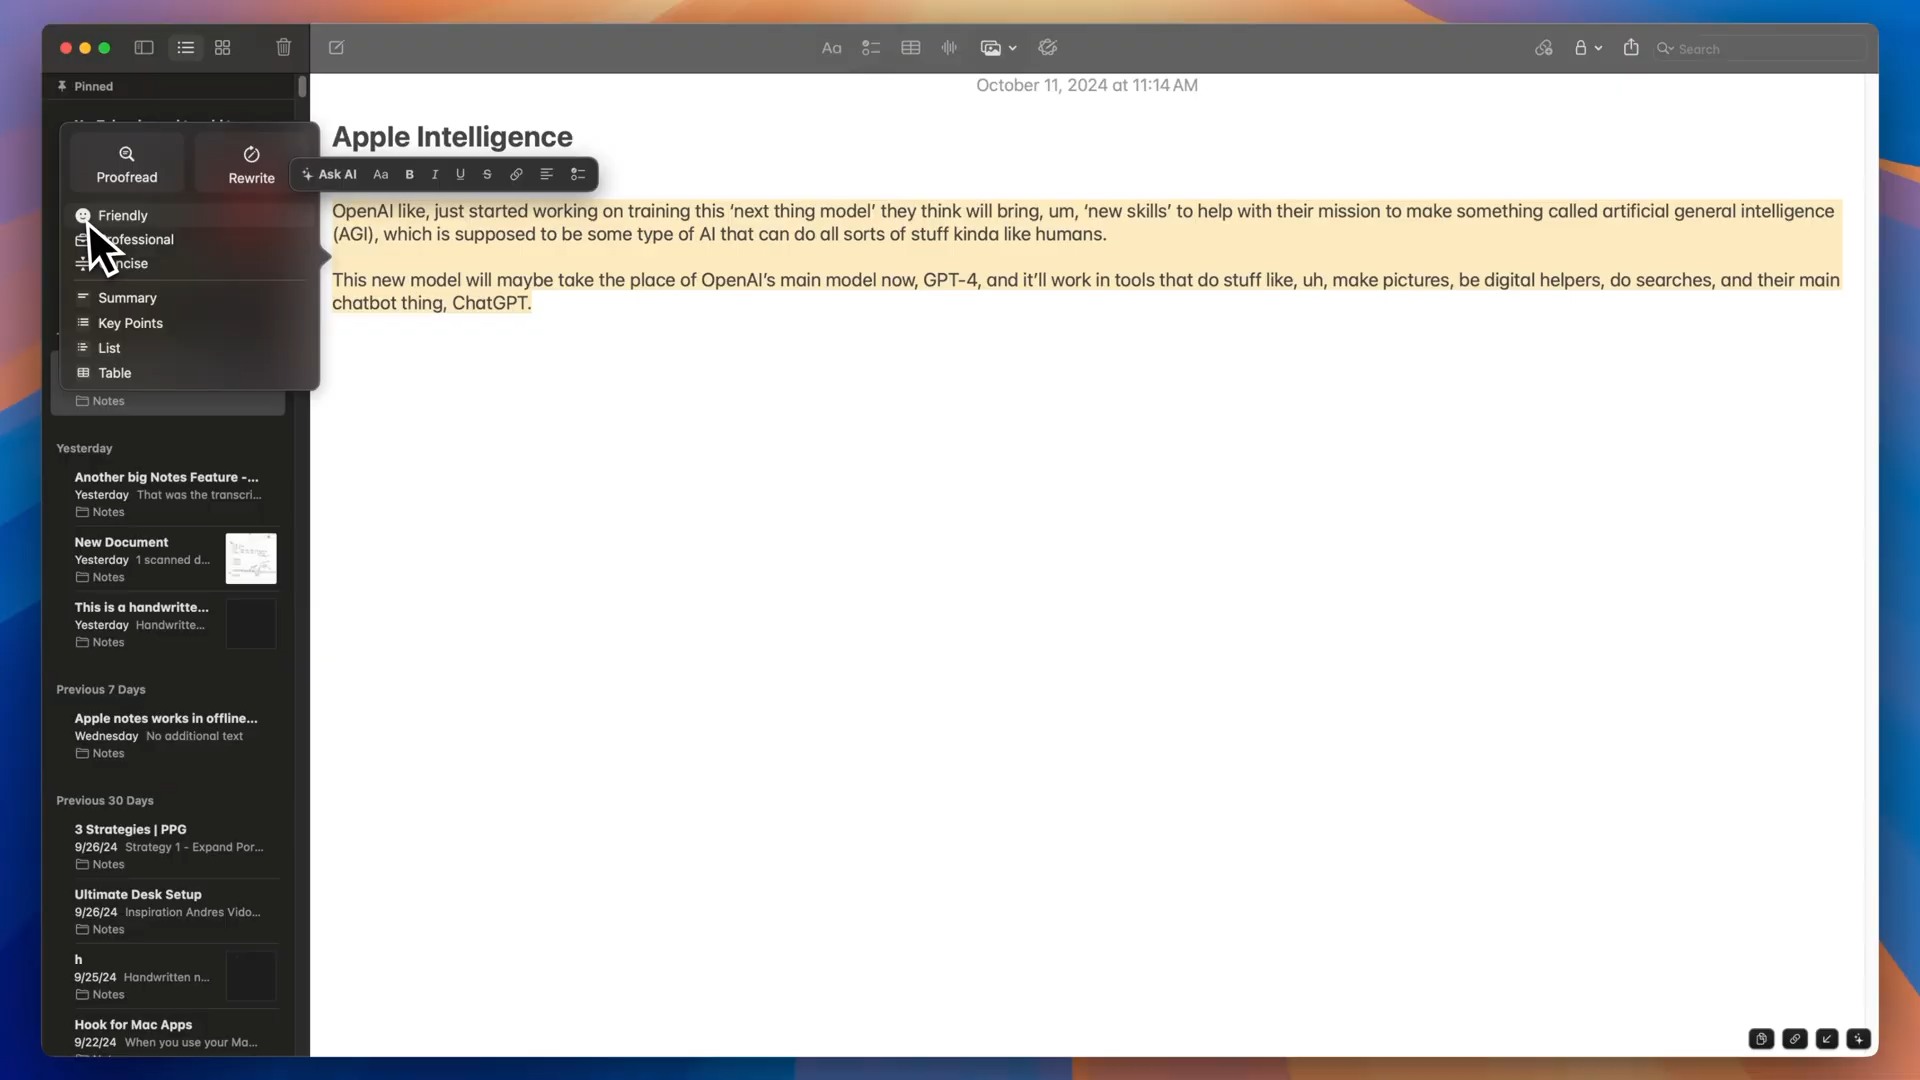 Search
Pinned
October 11, 2024 at 11:14 AM
Proofread
Rewrite
Friendly
Professional
Summary
Key Points
List
Table
Notes
Apple Intelligence
Ask AI Aa B I U S
Aa
OpenAI like, just started working on training this ‘next thing model’ they think will bring, um, ‘new skills’ to help with their mission to make something called artificial general intelligence
(AGI), which is supposed to be some type of AI that can do all sorts of stuff kinda like humans.
This new model will maybe take the place of OpenAI’s main model now, GPT-4, and it’ll work in tools that do stuff like, uh, make pictures, be digital helpers, do searches, and their main
chatbot thing, ChatGPT.
Yesterday
Another big Notes Feature -...
Yesterday That was the transcri...
Notes
New Document
Yesterday 1 scanned d...
Notes
This is a handwritte...
Yesterday Handwritte...
Notes
Previous 7 Days
Apple notes works in offline...
Wednesday No additional text
Notes
Previous 30 Days
3 Strategies | PPG
9/26/24 Strategy 1 - Expand Por...
Notes
Ultimate Desk Setup
9/26/24 Inspiration Andres Vido...
Notes
h
9/25/24 Handwritten n...
Notes
Hook for Mac Apps
9/22/24 When you use your Ma...